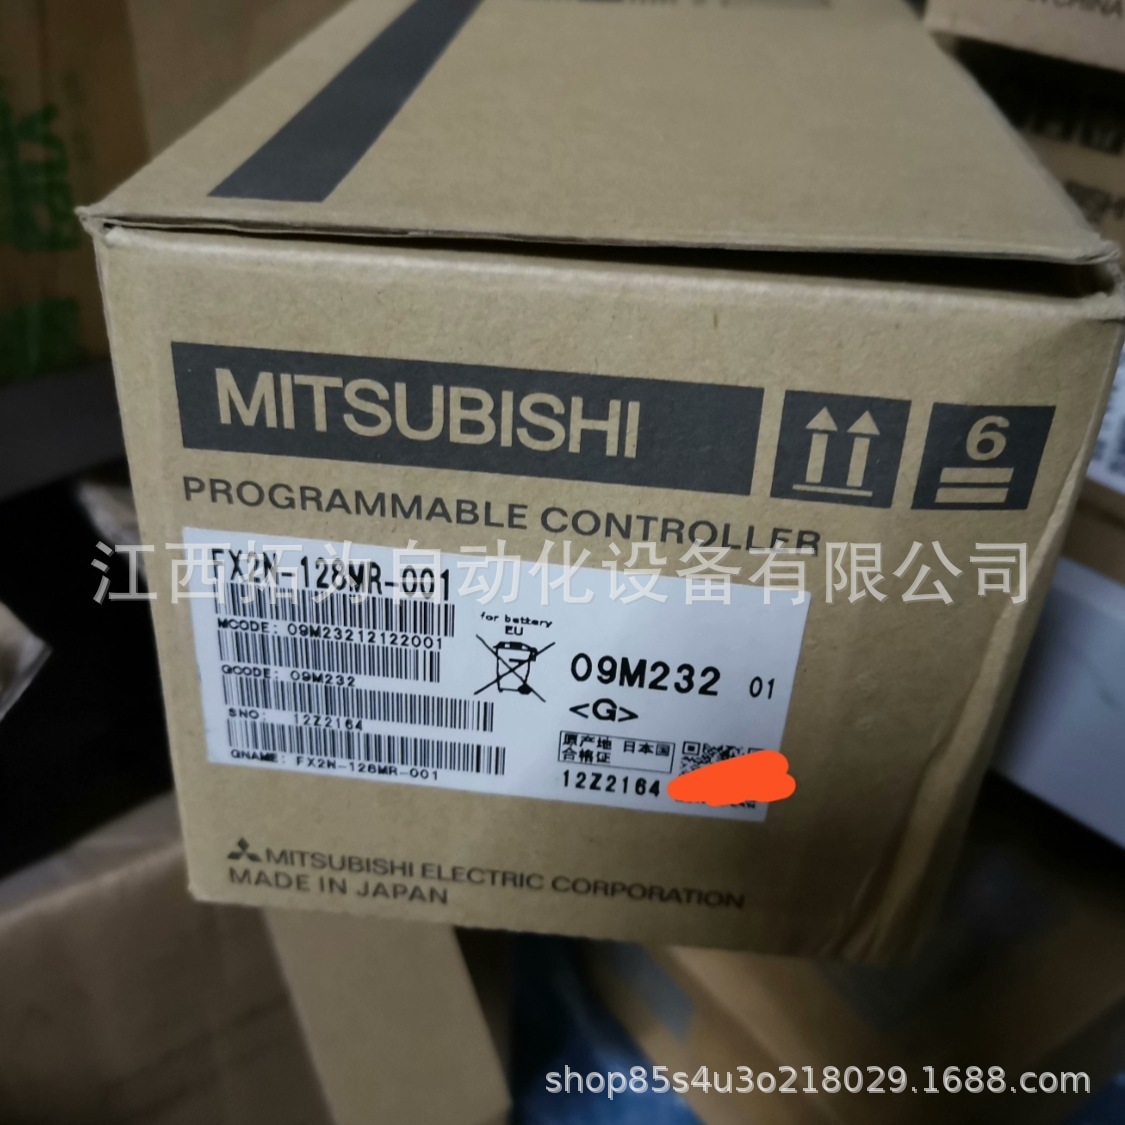 MITSUBISHI
6
PROGRAMMABLE CONTROLLER
江西拓为自动化设备有限公司
FX2N-128MR-001
MCODE: 09M23212122001
QCODE: 09M232
SNO: 12Z2164
QNAME: FX2N-128MR-001
for battery
EU
09M232 01
<G>
原产地 日本国
合格证
12Z2164
MITSUBISHI ELECTRIC CORPORATION
MADE IN JAPAN
shop85s4u3o218029.1688.com